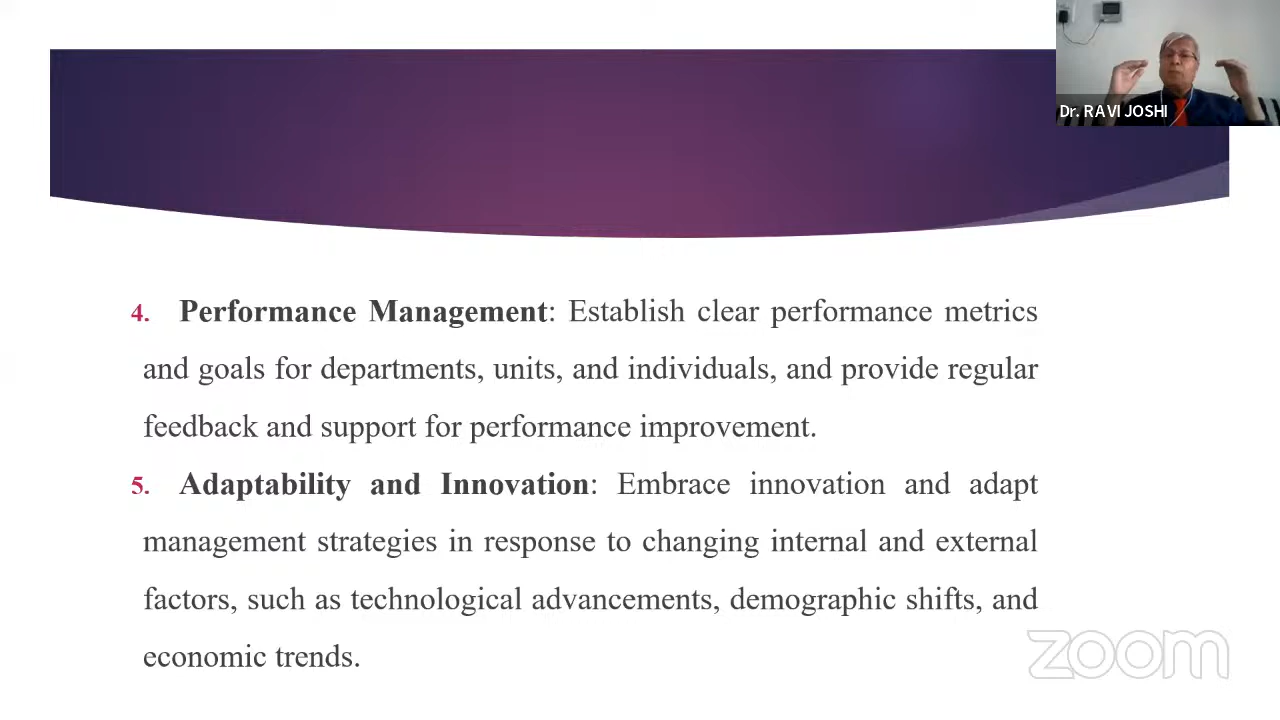 Dr. RAVI JOSHI
4. Performance Management: Establish clear performance metrics
and goals for departments, units, and individuals, and provide regular
feedback and support for performance improvement.
5. Adaptability and Innovation: Embrace innovation and adapt
management strategies in response to changing internal and external
factors, such as technological advancements, demographic shifts, and
economic trends.
zoom